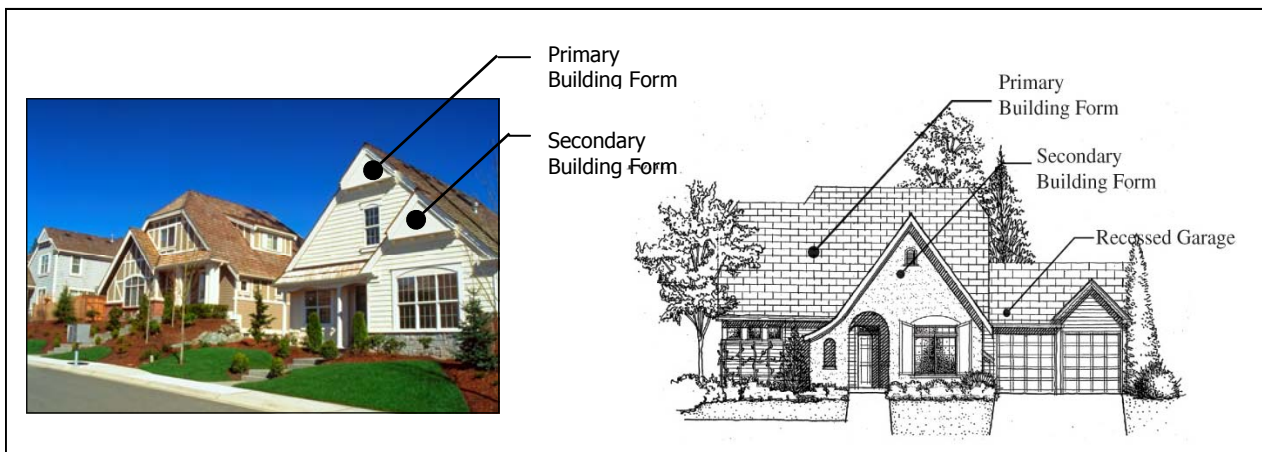 Primary
Building Form
Secondary
Building Form
Primary
Building Form
Secondary
Building Form
Recessed Garage